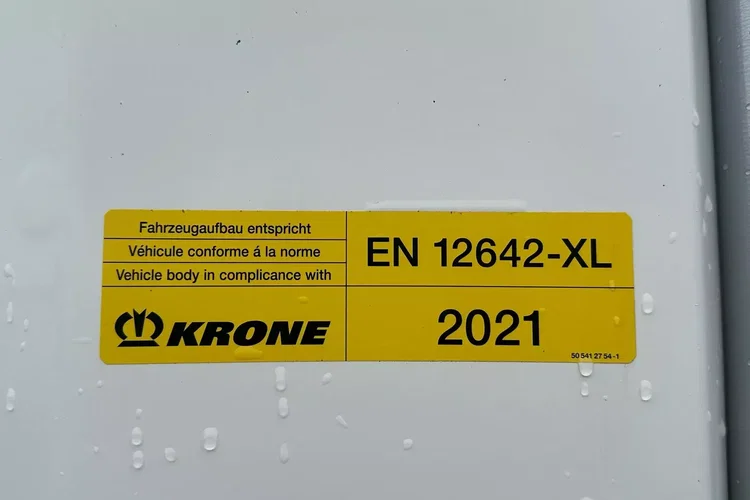 Fahrzeugaufbau entspricht
Véhicule conforme á la norme
Vehicle body in complicance with
KRONE
EN 12642-XL
2021
50 541 27 54 - 1